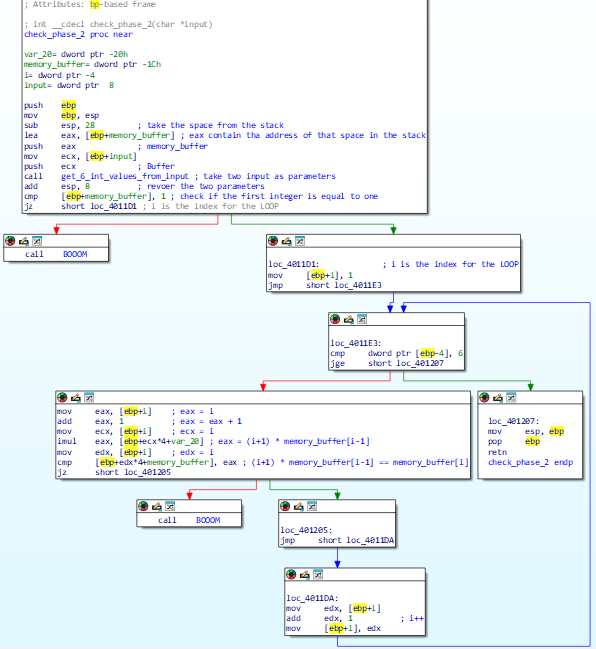 ; Attributes: bp-based frame
; int __cdecl check_phase_2(char *input)
check_phase_2 proc near
var_20= dword ptr -20h
memory_buffer= dword ptr -1Ch
i= dword ptr -4
input= dword ptr  8
push    ebp
mov     ebp, esp
sub     esp, 28         ; take the space from the stack
lea     eax, [ebp+memory_buffer] ; eax contain tha address of that space in the stack
push    eax             ; memory_buffer
mov     ecx, [ebp+input]
push    ecx             ; Buffer
call    get_6_int_values_from_input ; take two input as parameters
add     esp, 8          ; revoer the two parameters
cmp     [ebp+memory_buffer], 1 ; check if the first integer is equal to one
jz      short loc_4011D1 ; i is the index for the LOOP
call    BOOOM
loc_4011D1:             ; i is the index for the LOOP
mov     [ebp+i], 1
jmp     short loc_4011E3
loc_4011E3:
cmp     dword ptr [ebp-4], 6
jge     short loc_401207
mov     eax, [ebp+i]    ; eax = i
add     eax, 1          ; eax = eax + 1
mov     ecx, [ebp+i]    ; ecx = i
imul    eax, [ebp+ecx*4+var_20] ; eax = (i+1) * memory_buffer[i-1]
mov     edx, [ebp+i]    ; edx = i
cmp     [ebp+edx*4+memory_buffer], eax ; (i+1) * memory_buffer[i-1] == memory_buffer[i]
jz      short loc_401205
loc_401207:
mov     esp, ebp
pop     ebp
retn
check_phase_2 endp
call    BOOOM
loc_401205:
jmp     short loc_4011DA
loc_4011DA:
mov     edx, [ebp+i]
add     edx, 1          ; i++
mov     [ebp+i], edx